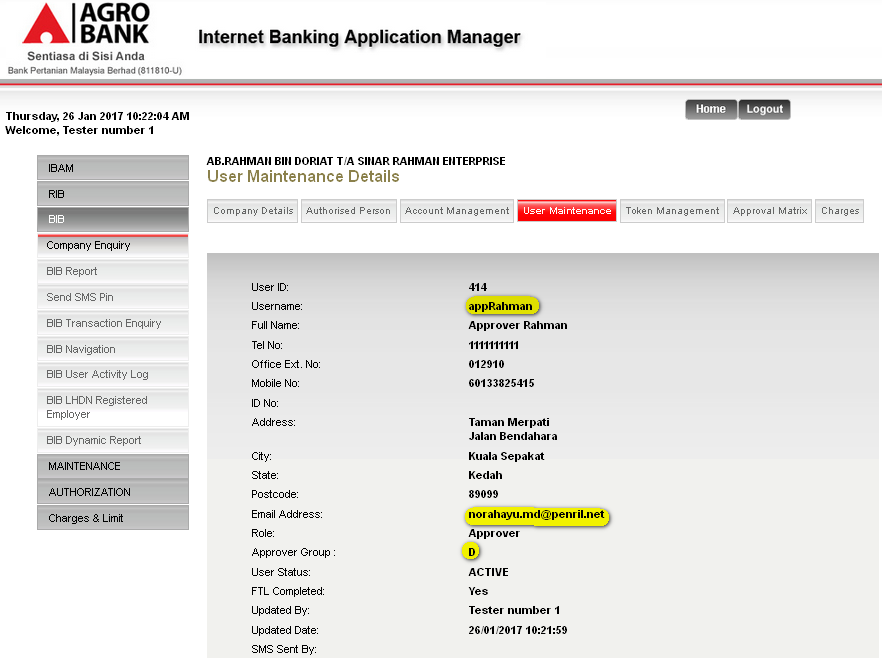 AGRO
BANK
Sentiasa di Sisi Anda
Bank Pertanian Malaysia Berhad (811810-U)
Internet Banking Application Manager
Thursday, 26 Jan 2017 10:22:04 AM
Welcome, Tester number 1
Home Logout
IBAM
RIB
BIB
Company Enquiry
BIB Report
Send SMS Pin
BIB Transaction Enquiry
BIB Navigation
BIB User Activity Log
BIB LHDN Registered
Employer
BIB Dynamic Report
MAINTENANCE
AUTHORIZATION
Charges & Limit
AB.RAHMAN BIN DORIAT T/A SINAR RAHMAN ENTERPRISE
User Maintenance Details
Company Details Authorised Person Account Management User Maintenance Token Management Approval Matrix Charges
User ID: 414
Username: appRahman
Full Name: Approver Rahman
Tel No: 1111111111
Office Ext. No: 012910
Mobile No: 60133825415
ID No:
Address: Taman Merpati
Jalan Bendahara
City: Kuala Sepakat
State: Kedah
Postcode: 89099
Email Address: norahayu.md@penril.net
Role: Approver
Approver Group : D
User Status: ACTIVE
FTL Completed: Yes
Updated By: Tester number 1
Updated Date: 26/01/2017 10:21:59
SMS Sent By: